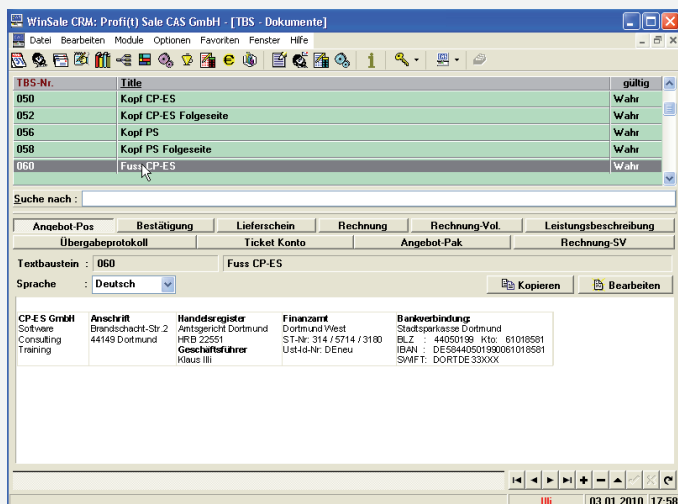 WinSale CRM: Profi(t) Sale CAS GmbH - [TBS - Dokumente]
Datei Bearbeiten Module Optionen Favoriten Fenster Hilfe
TBS-Nr. Title gültig
050 Kopf CP-ES Wahr
052 Kopf CP-ES Folgeseite Wahr
056 Kopf PS Wahr
058 Kopf PS Folgeseite Wahr
060 Fuss CP-ES Wahr
Suche nach :
Angebot-Pos Bestätigung Lieferschein Rechnung Rechnung-Vol. Leistungsbeschreibung
Übergabeprotokoll Ticket Konto Angebot-Pak Rechnung-SV
Textbaustein : 060 Fuss CP-ES
Sprache : Deutsch Kopieren Bearbeiten
CP-ES GmbH Anschrift Handelsregister Finanzamt Bankverbindung:
Software Brandschacht-Str.2 Amtsgericht Dortmund Dortmund West Stadtsparkasse Dortmund
Consulting 44149 Dortmund HRB 22551 ST-Nr: 314 / 5714 / 3180 BLZ : 44050199 Kto: 61018581
Training Geschäftsführer Ust-Id-Nr: DEneu IBAN : DE58440501990061018581
Klaus Illi SWIFT: DORTDE33XXX
Illi 03.01.2010 17:58